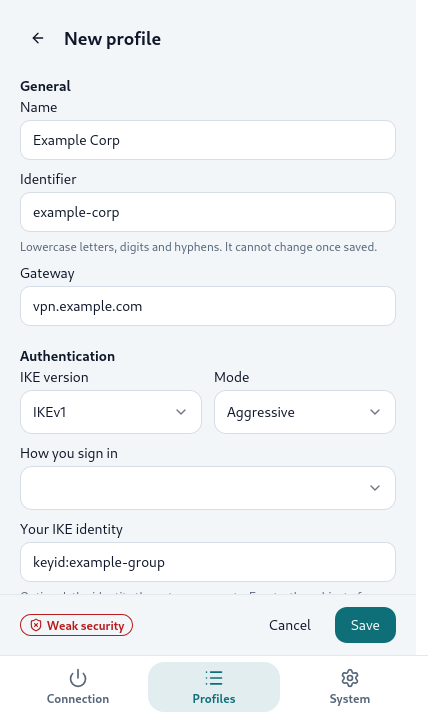 New profile
General
Name
Example Corp
Identifier
example-corp
Lowercase letters, digits and hyphens. It cannot change once saved.
Gateway
vpn.example.com
Authentication
IKE version
Mode
IKEv1
Aggressive
How you sign in
Your IKE identity
keyid:example-group
Weak security
Cancel
Save
Connection
Profiles
System